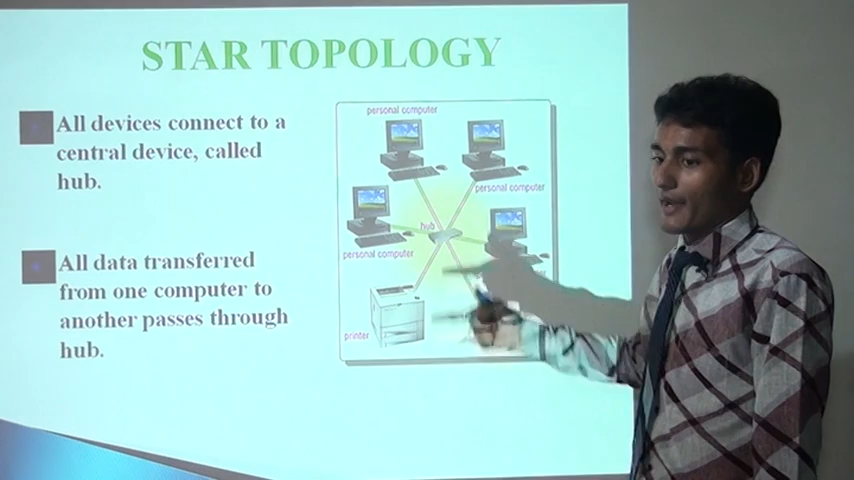 STAR TOPOLOGY
All devices connect to a
central device, called
hub.
All data transferred
from one computer to
another passes through
hub.
personal computer
personal computer
hub
personal computer
printer